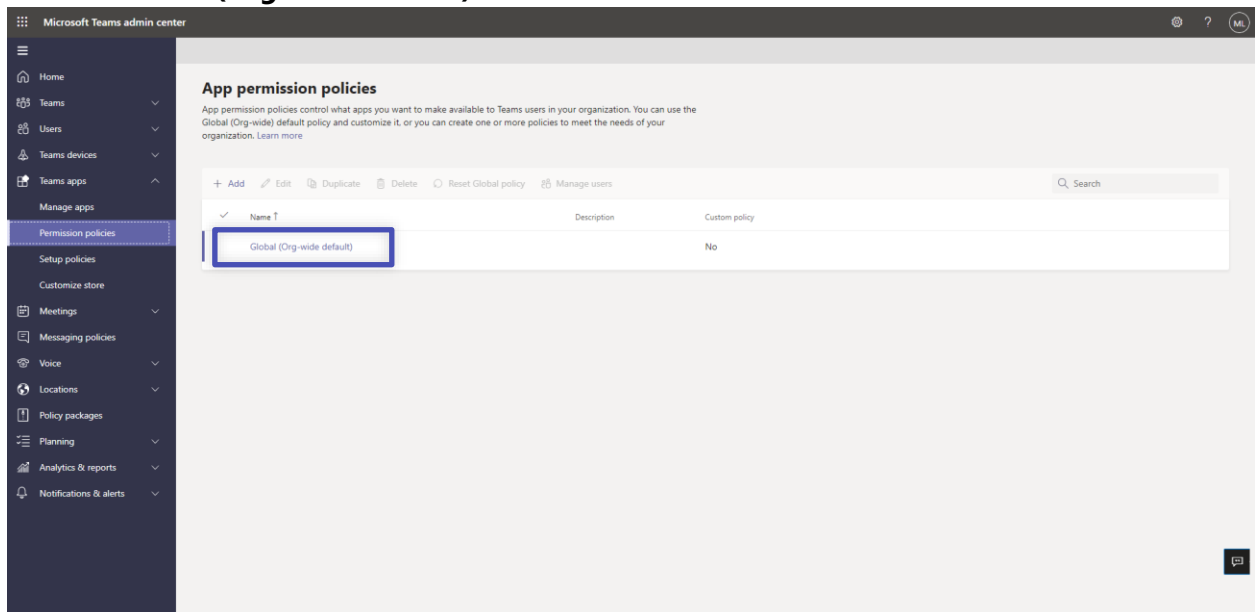 Microsoft Teams admin center
? ML
Home
Teams
Users
Teams devices
Teams apps
Manage apps
Permission policies
Setup policies
Customize store
Meetings
Messaging policies
Voice
Locations
Policy packages
Planning
Analytics & reports
Notifications & alerts
App permission policies
App permission policies control what apps you want to make available to Teams users in your organization. You can use the
Global (Org-wide) default policy and customize it, or you can create one or more policies to meet the needs of your
organization. Learn more
+ Add Edit Duplicate Delete Reset Global policy Manage users Search
Name ↑ Description Custom policy
Global (Org-wide default) No